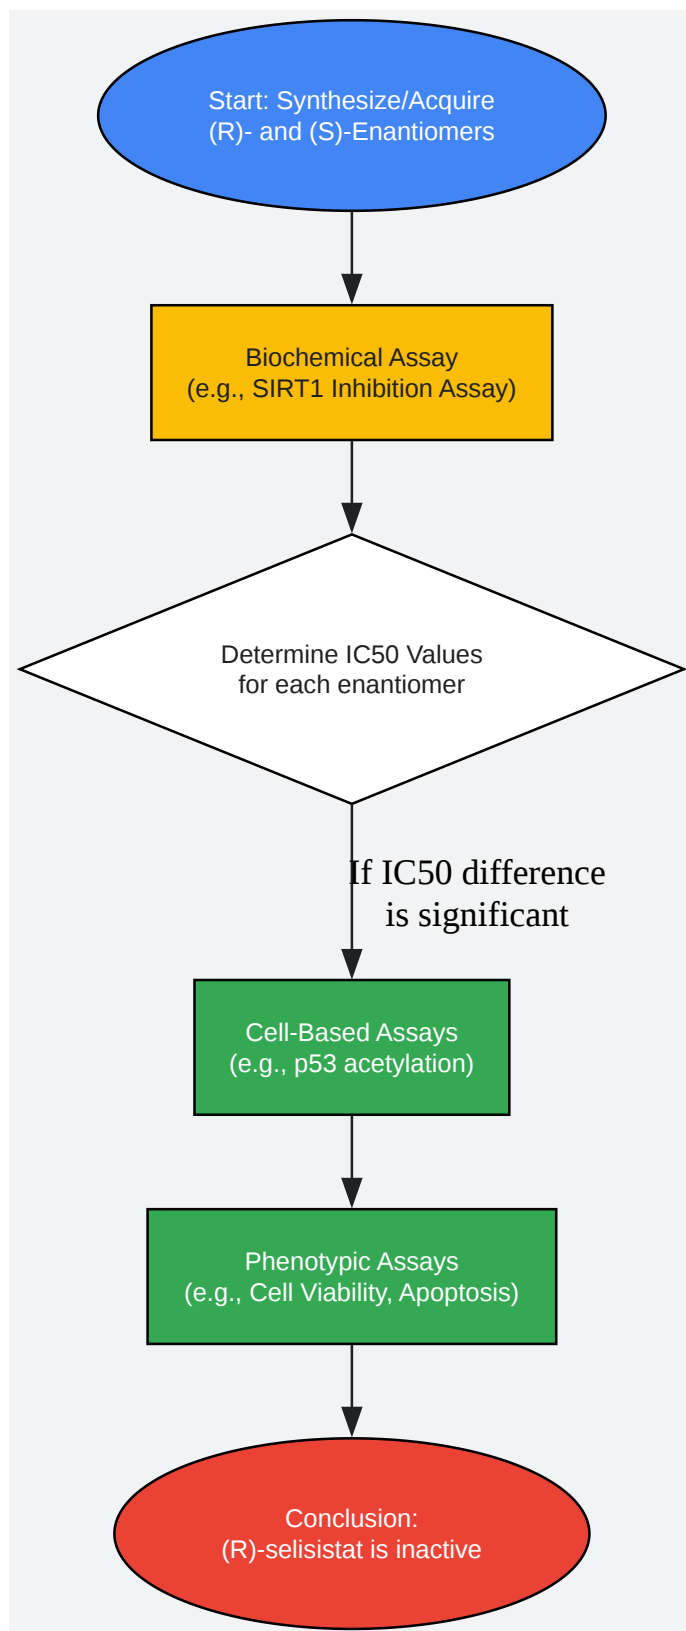 Start: Synthesize/Acquire
(R)- and (S)-Enantiomers
Biochemical Assay
(e.g., SIRT1 Inhibition Assay)
Determine IC50 Values
for each enantiomer
If IC50 difference
is significant
Cell-Based Assays
(e.g., p53 acetylation)
Phenotypic Assays
(e.g., Cell Viability, Apoptosis)
Conclusion:
(R)-selisistat is inactive